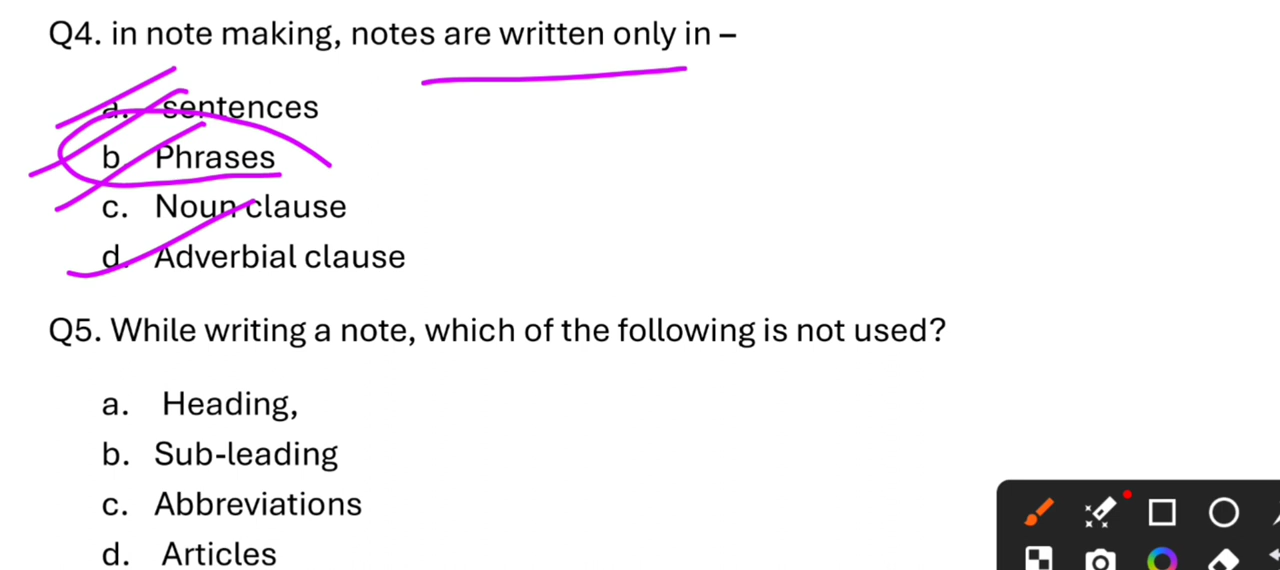 Q4. in note making, notes are written only in –
a. sentences
b. Phrases
c. Noun clause
d. Adverbial clause
Q5. While writing a note, which of the following is not used?
a. Heading,
b. Sub-leading
c. Abbreviations
d. Articles